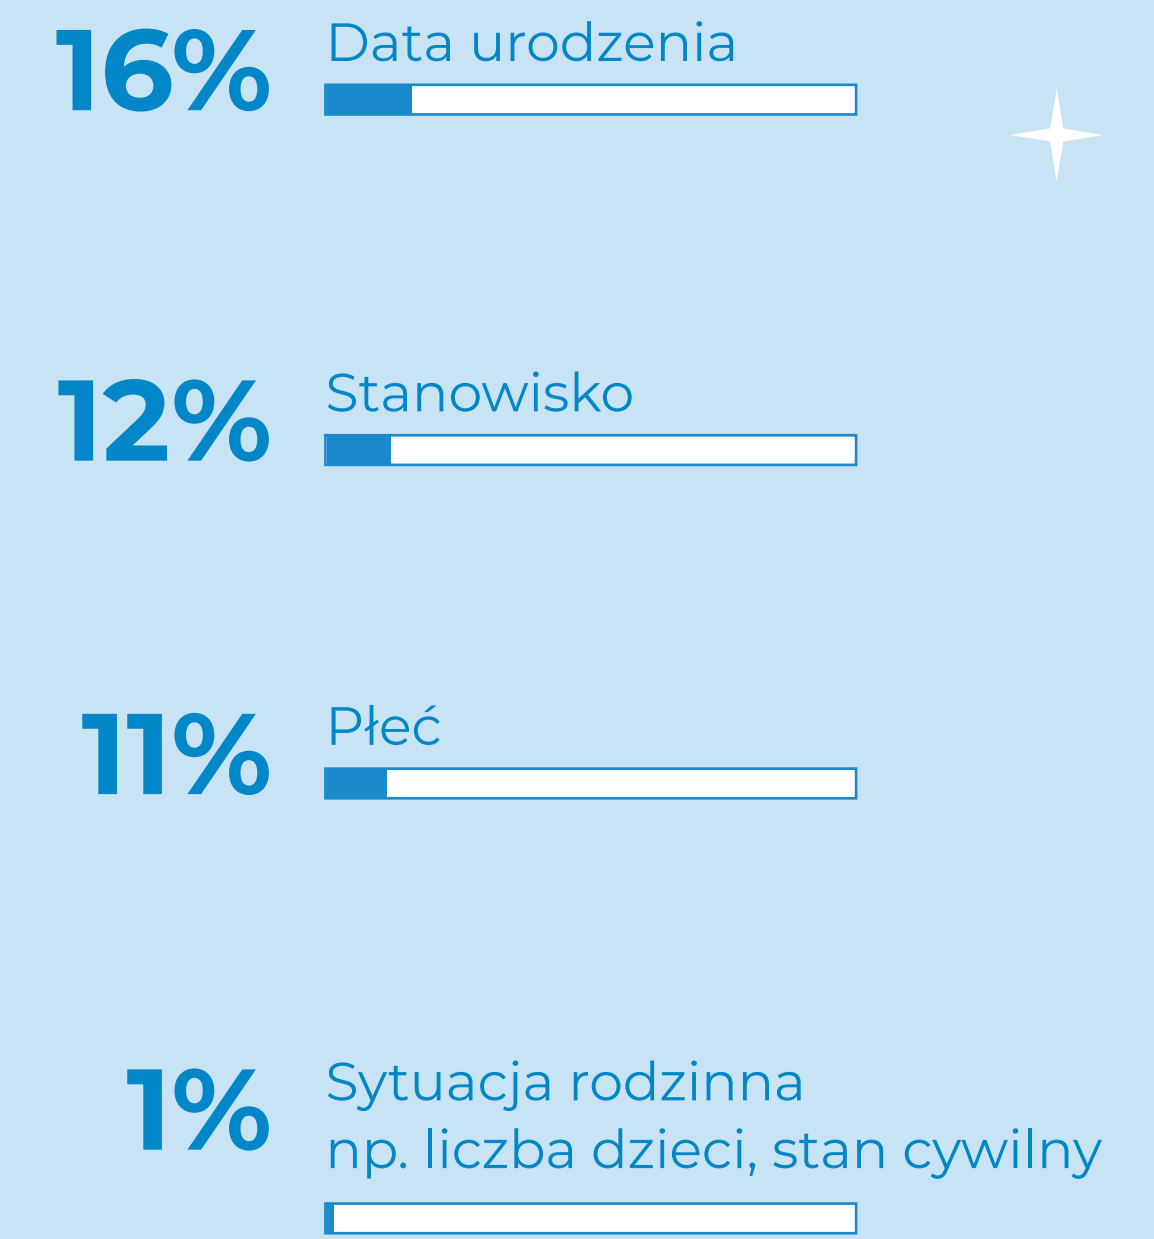 16% Data urodzenia
12% Stanowisko
11% Płeć
1% Sytuacja rodzinna
np. liczba dzieci, stan cywilny